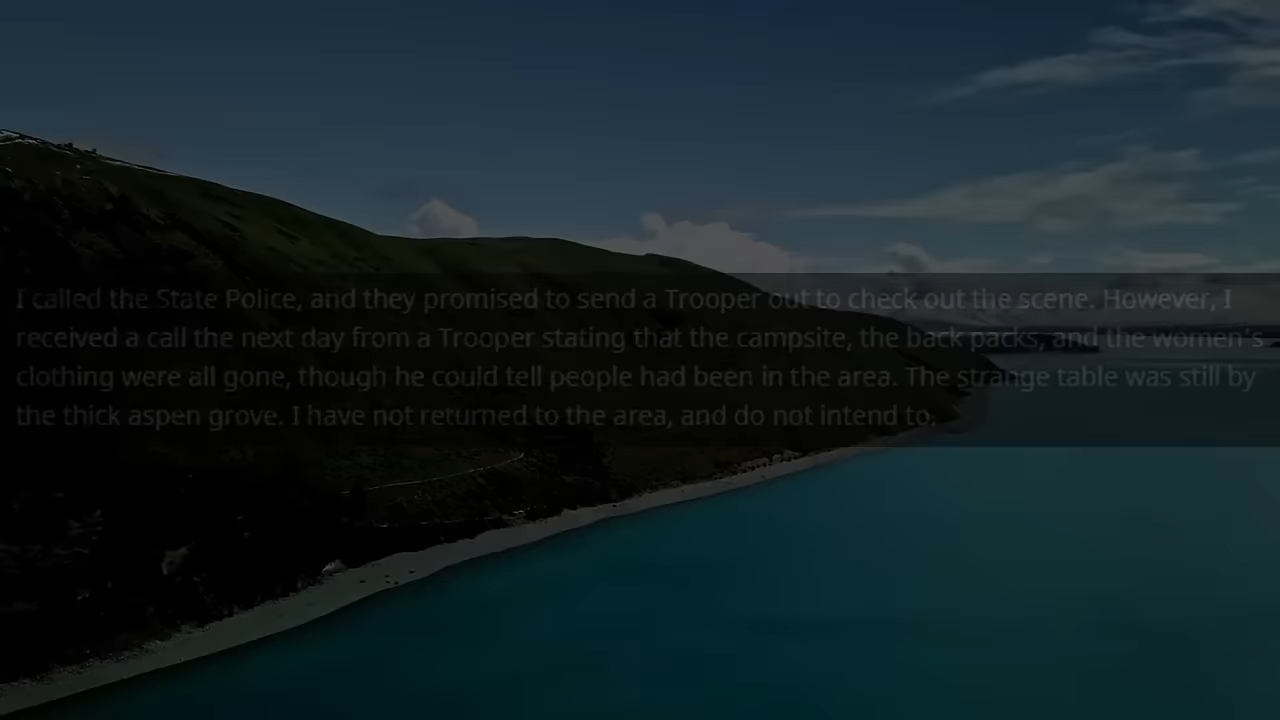 I called the State Police, and they promised to send a Trooper out to check out the scene. However, I
received a call the next day from a Trooper stating that the campsite, the back packs, and the women's
clothing were all gone, though he could tell people had been in the area. The strange table was still by
the thick aspen grove. I have not returned to the area, and do not intend to.